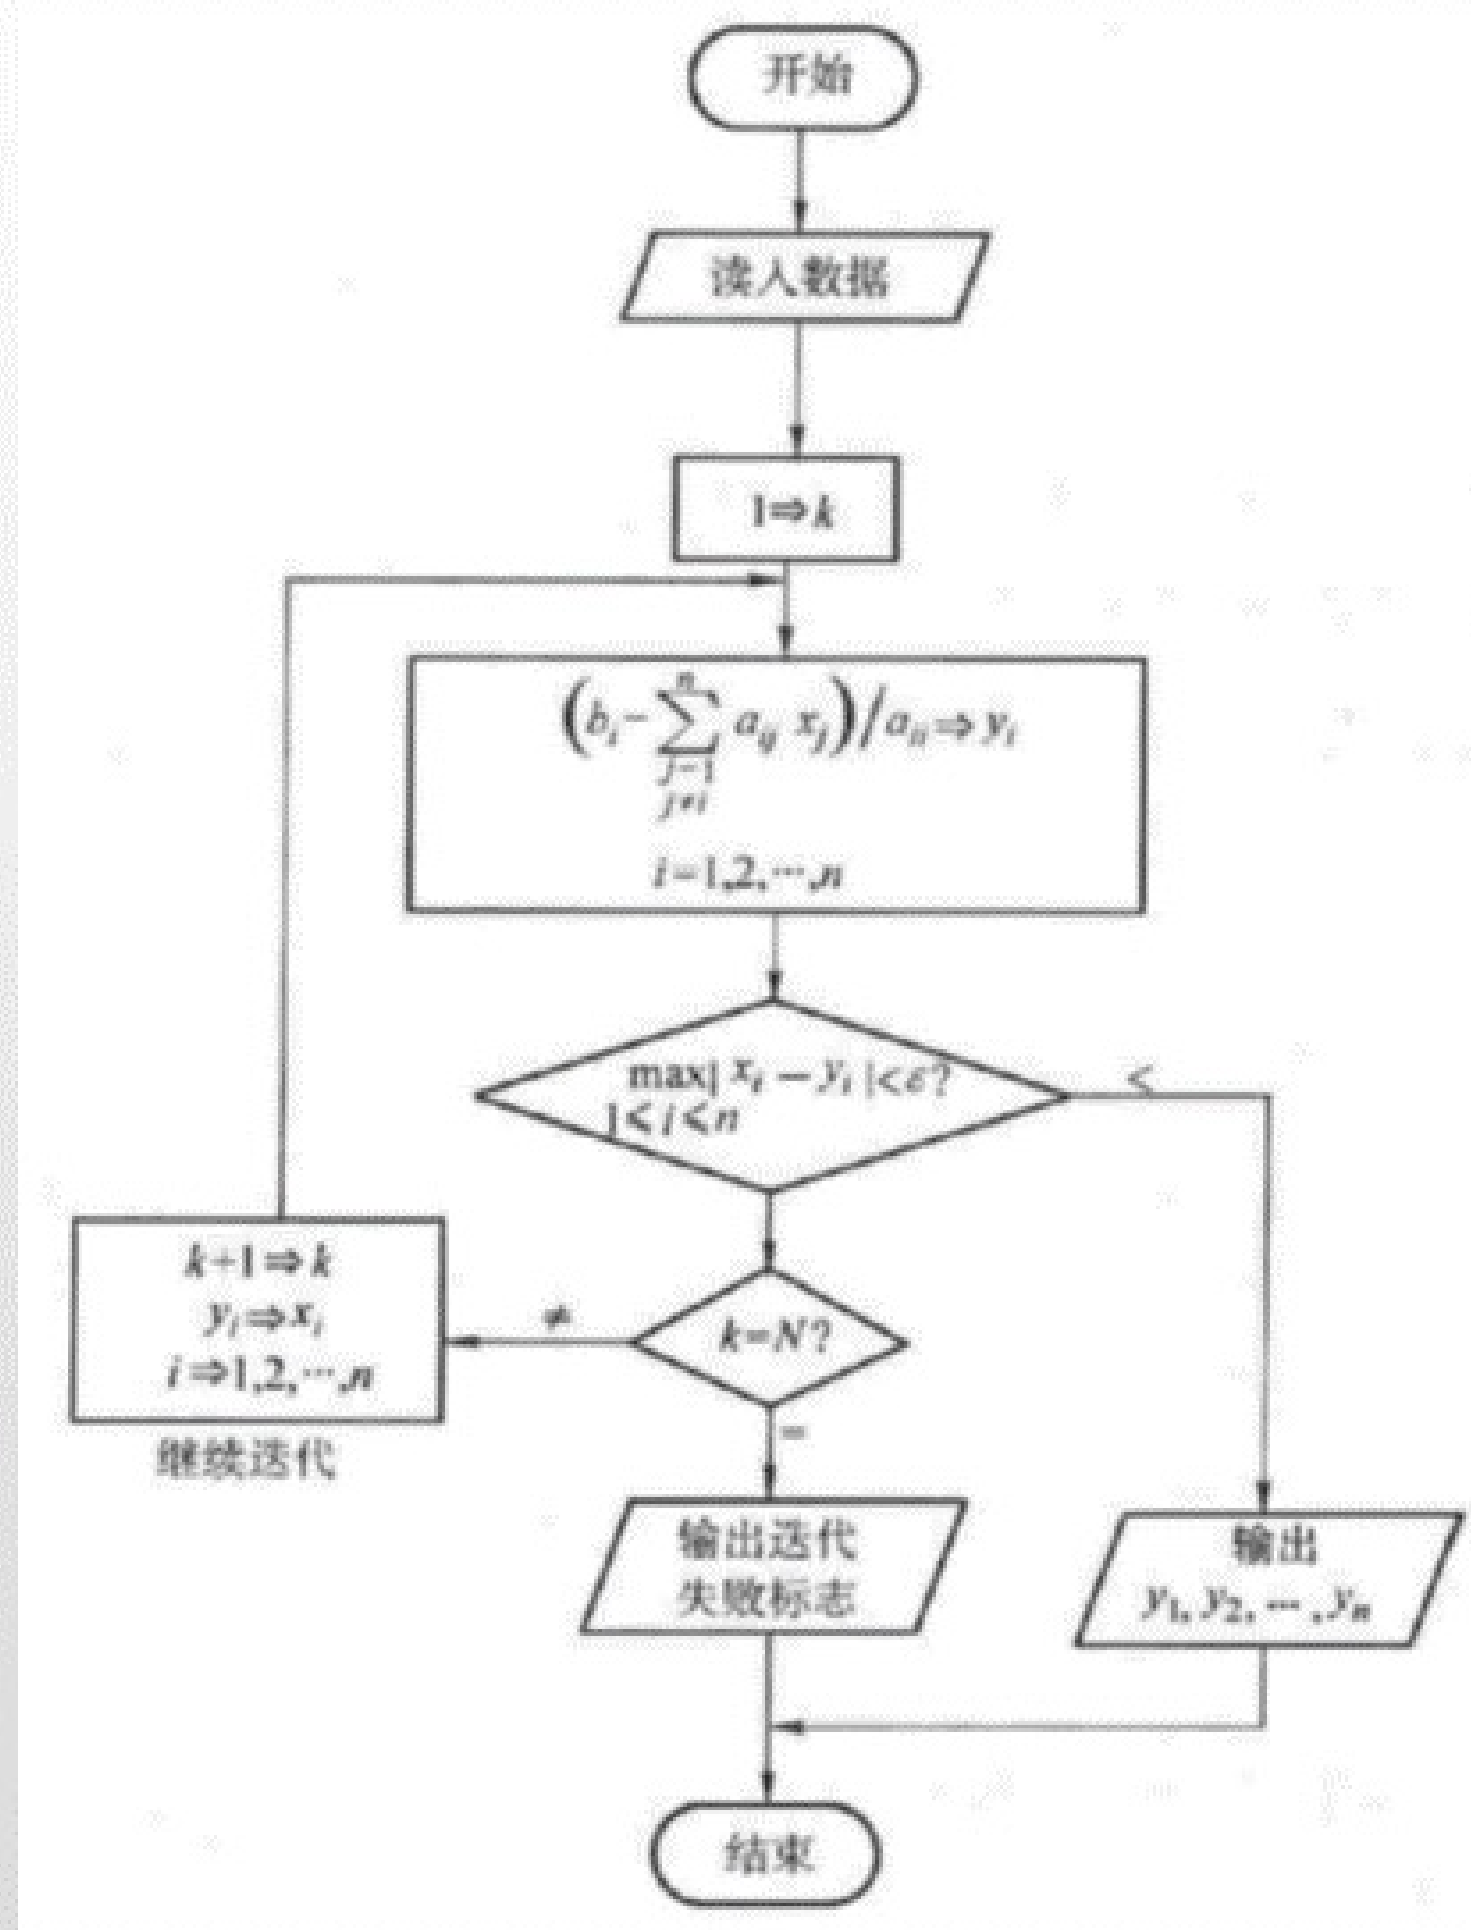 开始
读入数据
1⇒k
n
(b_i-∑a_ij x_j)/a_ii⇒y_i
j=1
j≠i
i=1,2,…,n
max|x_i-y_i|<ε?
1≤i≤n
<
k+1⇒k
y_i⇒x_i
i⇒1,2,…,n
继续迭代
≠
k=N?
=
输出迭代
失败标志
输出
y_1,y_2,…,y_n
结束